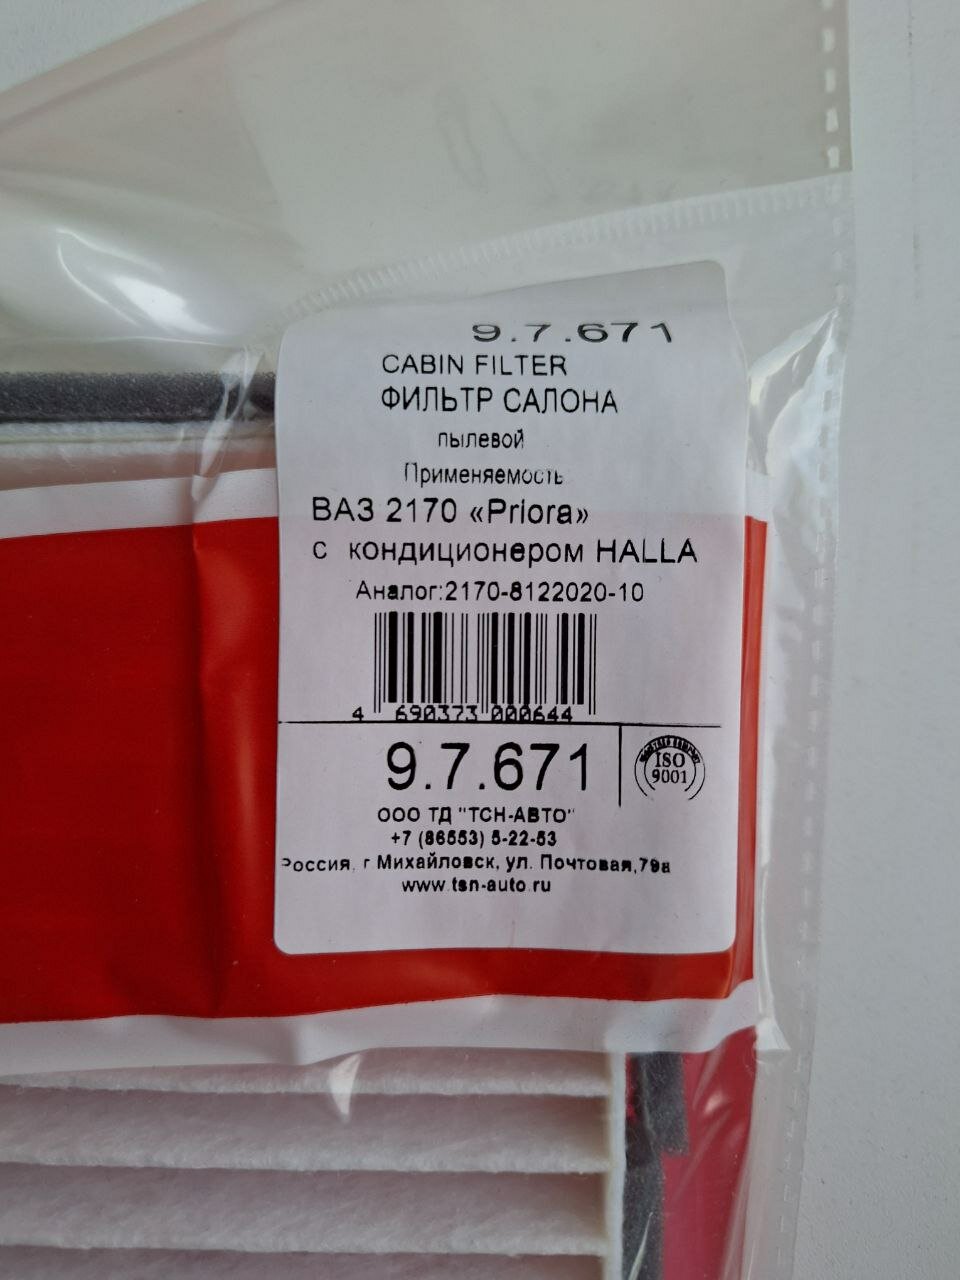 9.7.671
CABIN FILTER
ФИЛЬТР САЛОНА
пылевой
Применяемость
ВАЗ 2170 «Priora»
с кондиционером HALLA
Аналог:2170-8122020-10
4 690373 000644
9.7.671
ISO
9001
ООО ТД "ТСН-АВТО"
+7 (86553) 5-22-53
Россия, г Михайловск, ул. Почтовая,79в
www.tsn-auto.ru